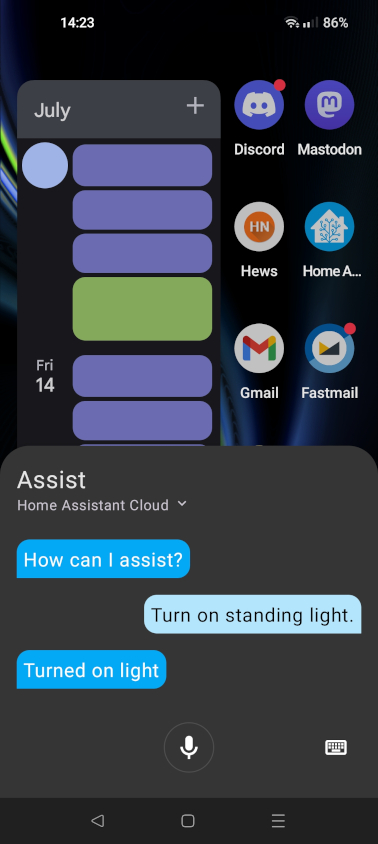 14:23
86%
July
Discord
Mastodon
HN
Hews
Home A...
Fri
14
Gmail
Fastmail
Assist
Home Assistant Cloud
How can I assist?
Turn on standing light.
Turned on light